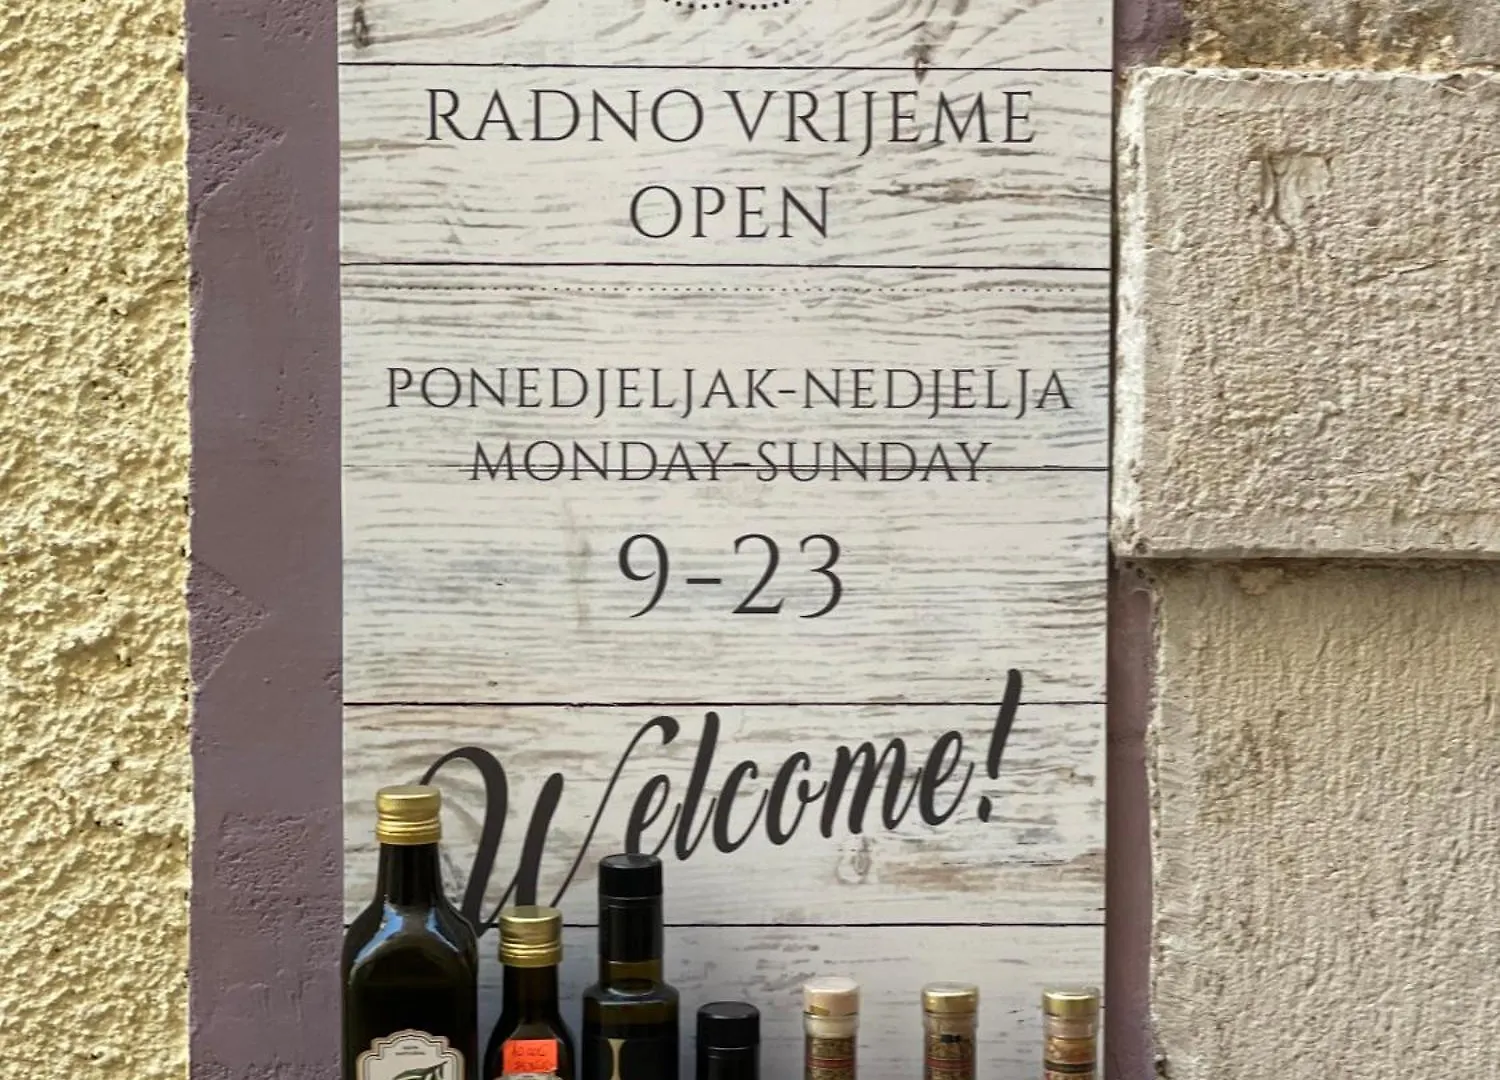 RADNO VRIJEME
OPEN
PONEDJELJAK-NEDJELJA
MONDAY-SUNDAY
9-23
Welcome!